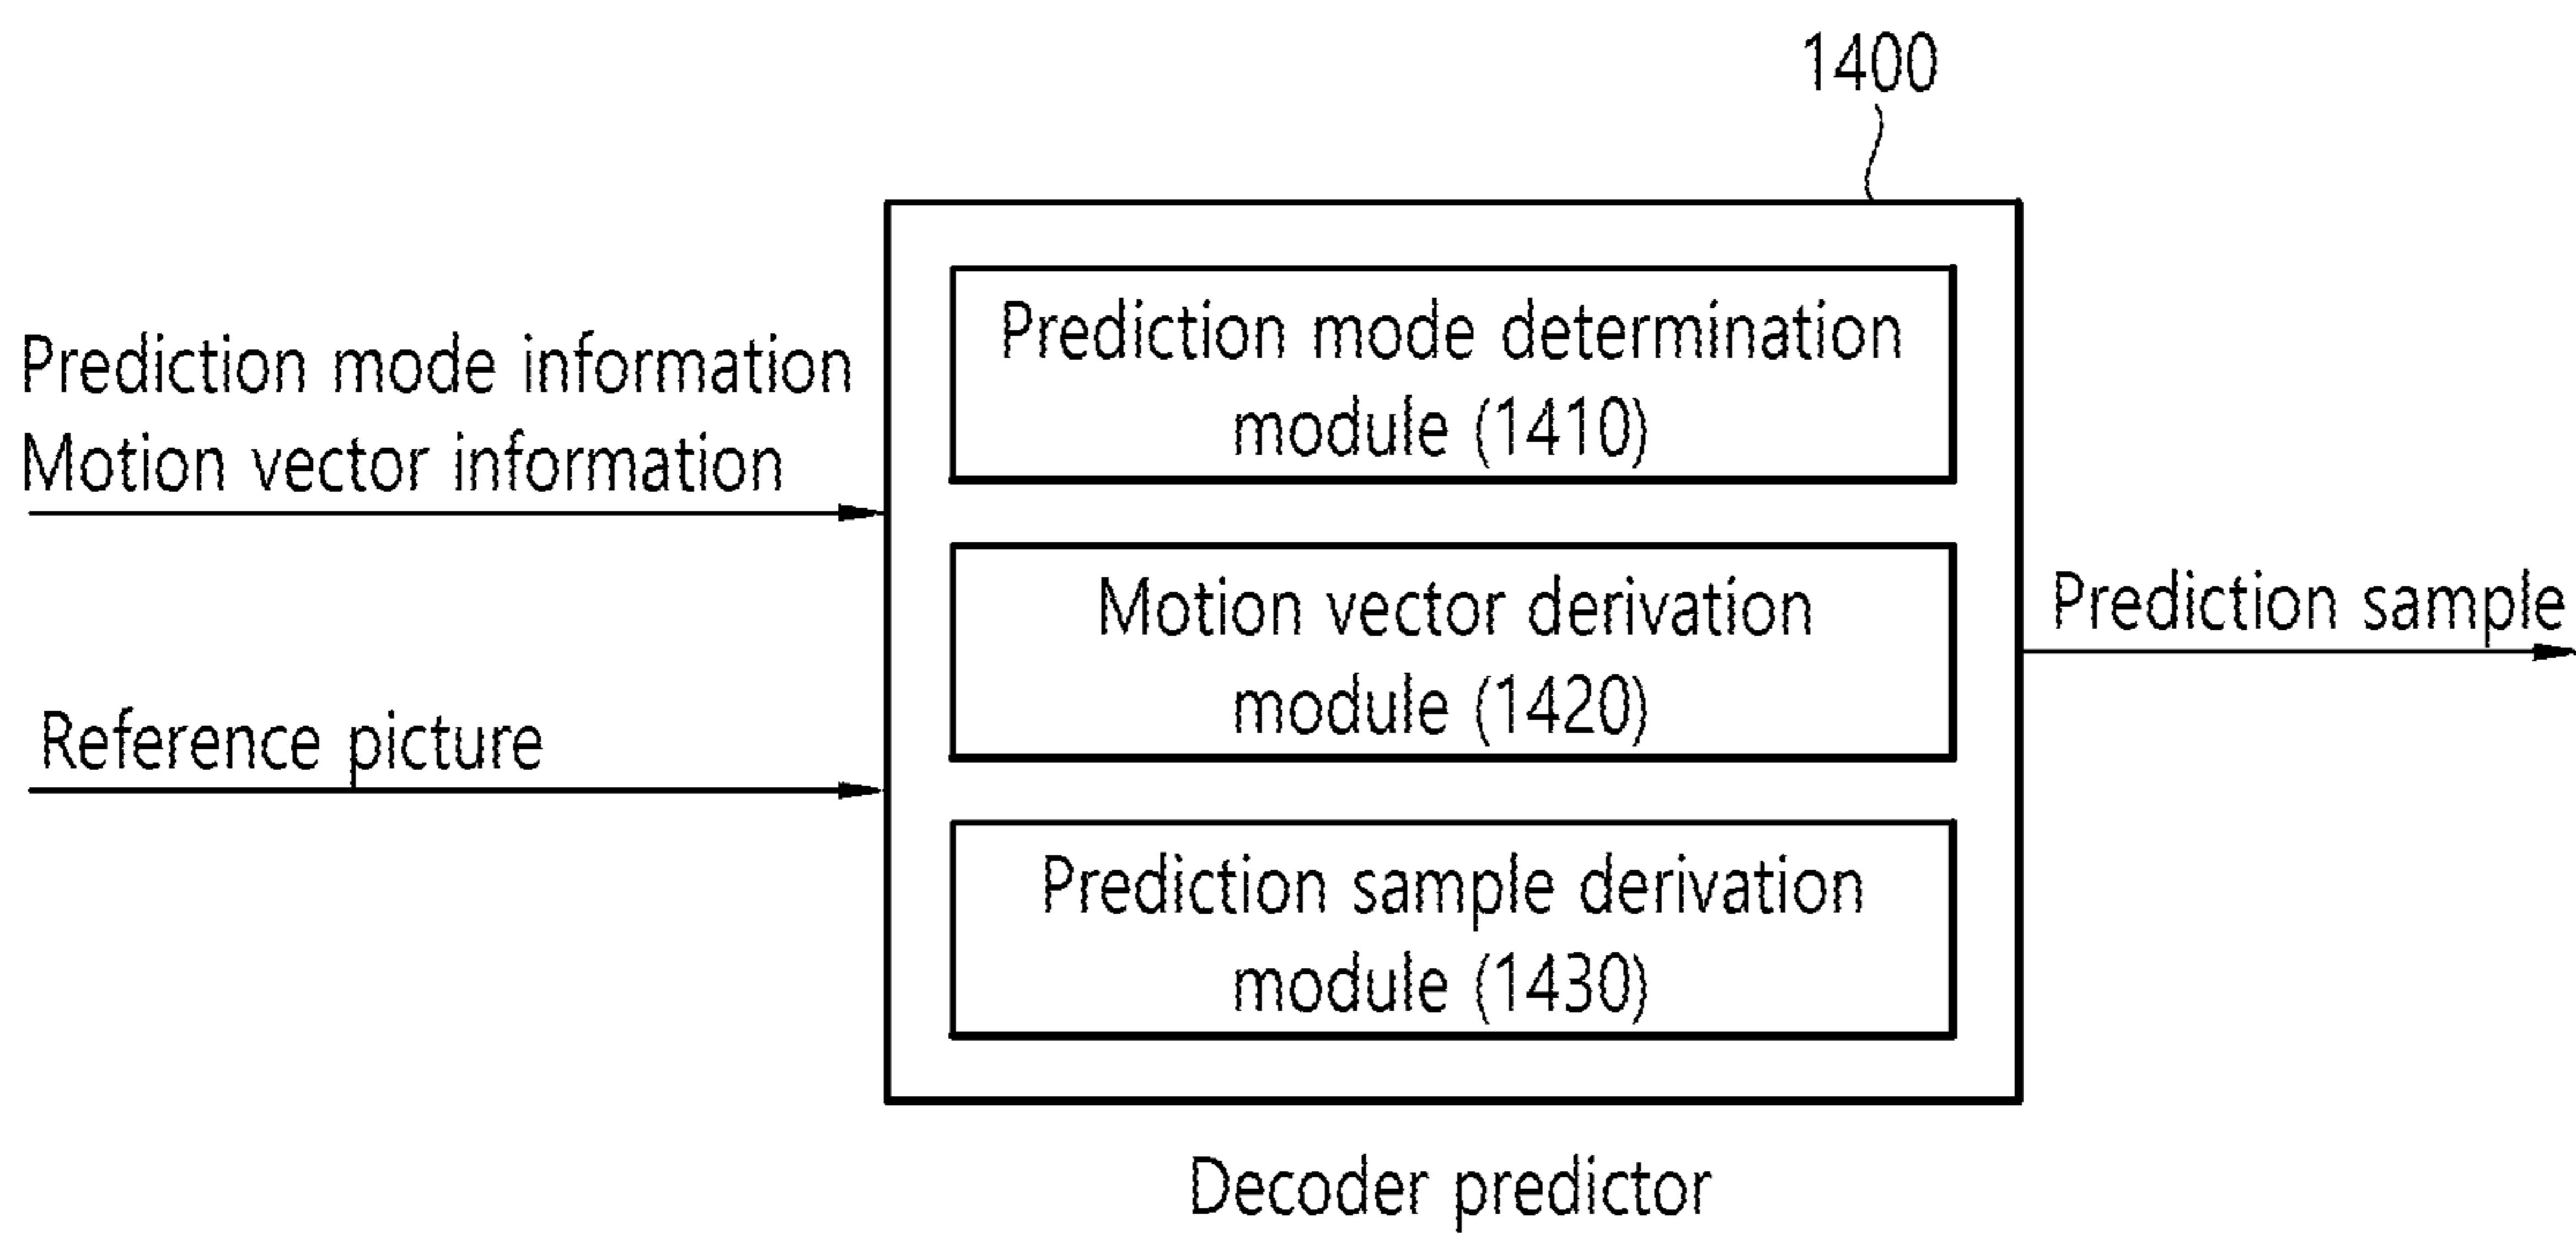 1400
Prediction mode information
Motion vector information
Reference picture
Prediction mode determination
module (1410)
Motion vector derivation
module (1420)
Prediction sample derivation
module (1430)
Prediction sample
Decoder predictor